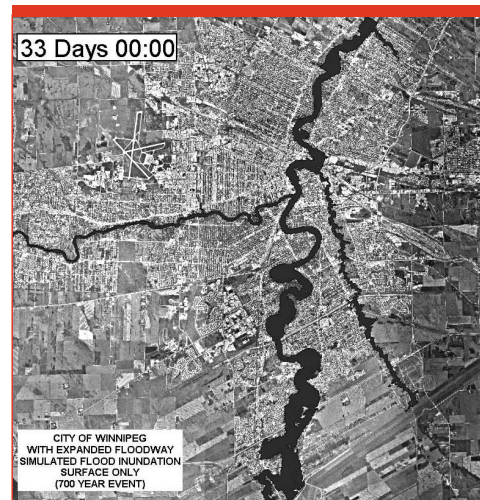 33 Days 00:00
CITY OF WINNIPEG
WITH EXPANDED FLOODWAY
SIMULATED FLOOD INUNDATION
SURFACE ONLY
(700 YEAR EVENT)